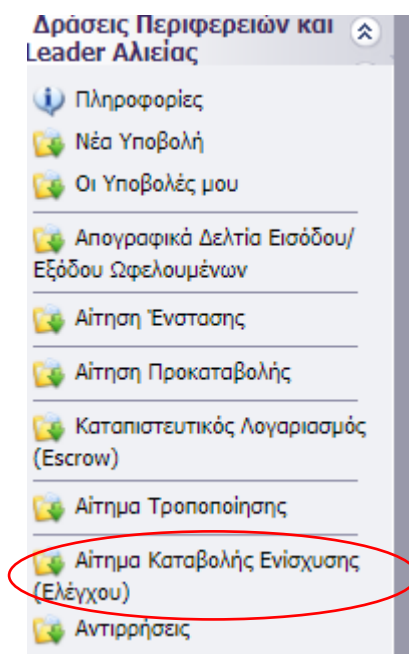 Δράσεις Περιφερειών και
Leader Αλιείας
Πληροφορίες
Νέα Υποβολή
Οι Υποβολές μου
Απογραφικά Δελτία Εισόδου/
Εξόδου Ωφελουμένων
Αίτηση Ένστασης
Αίτηση Προκαταβολής
Καταπιστευτικός Λογαριασμός
(Escrow)
Αίτημα Τροποποίησης
Αίτημα Καταβολής Ενίσχυσης
(Ελέγχου)
Αντιρρήσεις